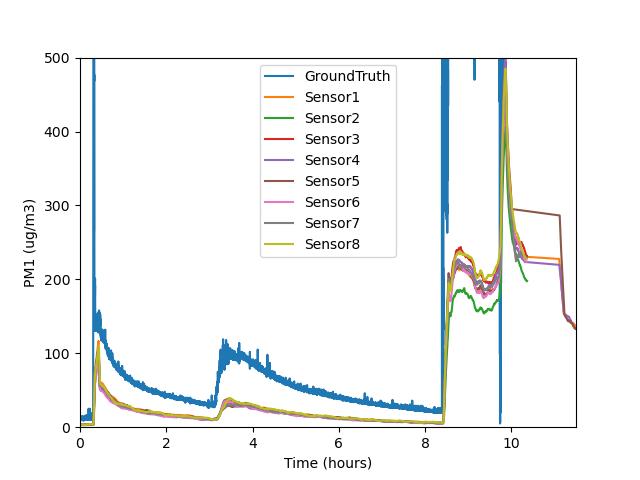 500
400
300
200
100
0
PM1 (ug/m3)
GroundTruth
Sensor1
Sensor2
Sensor3
Sensor4
Sensor5
Sensor6
Sensor7
Sensor8
0 2 4 6 8 10
Time (hours)